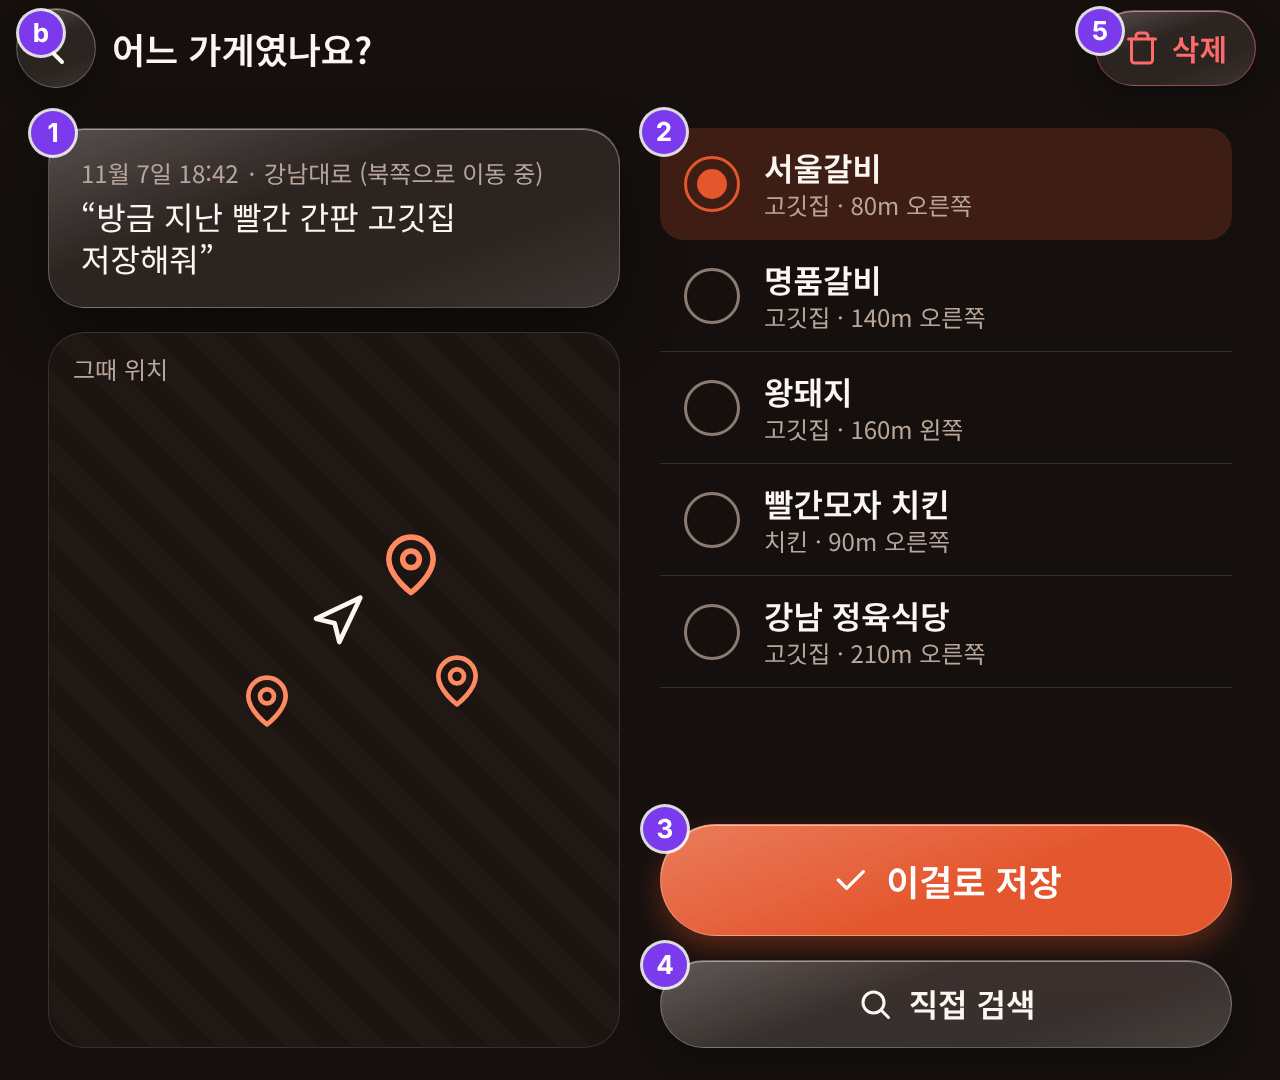 b
어느 가게였나요?
5
삭제
1
11월 7일 18:42 · 강남대로 (북쪽으로 이동 중)
“방금 지난 빨간 간판 고깃집
저장해줘”
그때 위치
2
서울갈비
고깃집 · 80m 오른쪽
명품갈비
고깃집 · 140m 오른쪽
왕돼지
고깃집 · 160m 왼쪽
빨간모자 치킨
치킨 · 90m 오른쪽
강남 정육식당
고깃집 · 210m 오른쪽
3
이걸로 저장
4
직접 검색